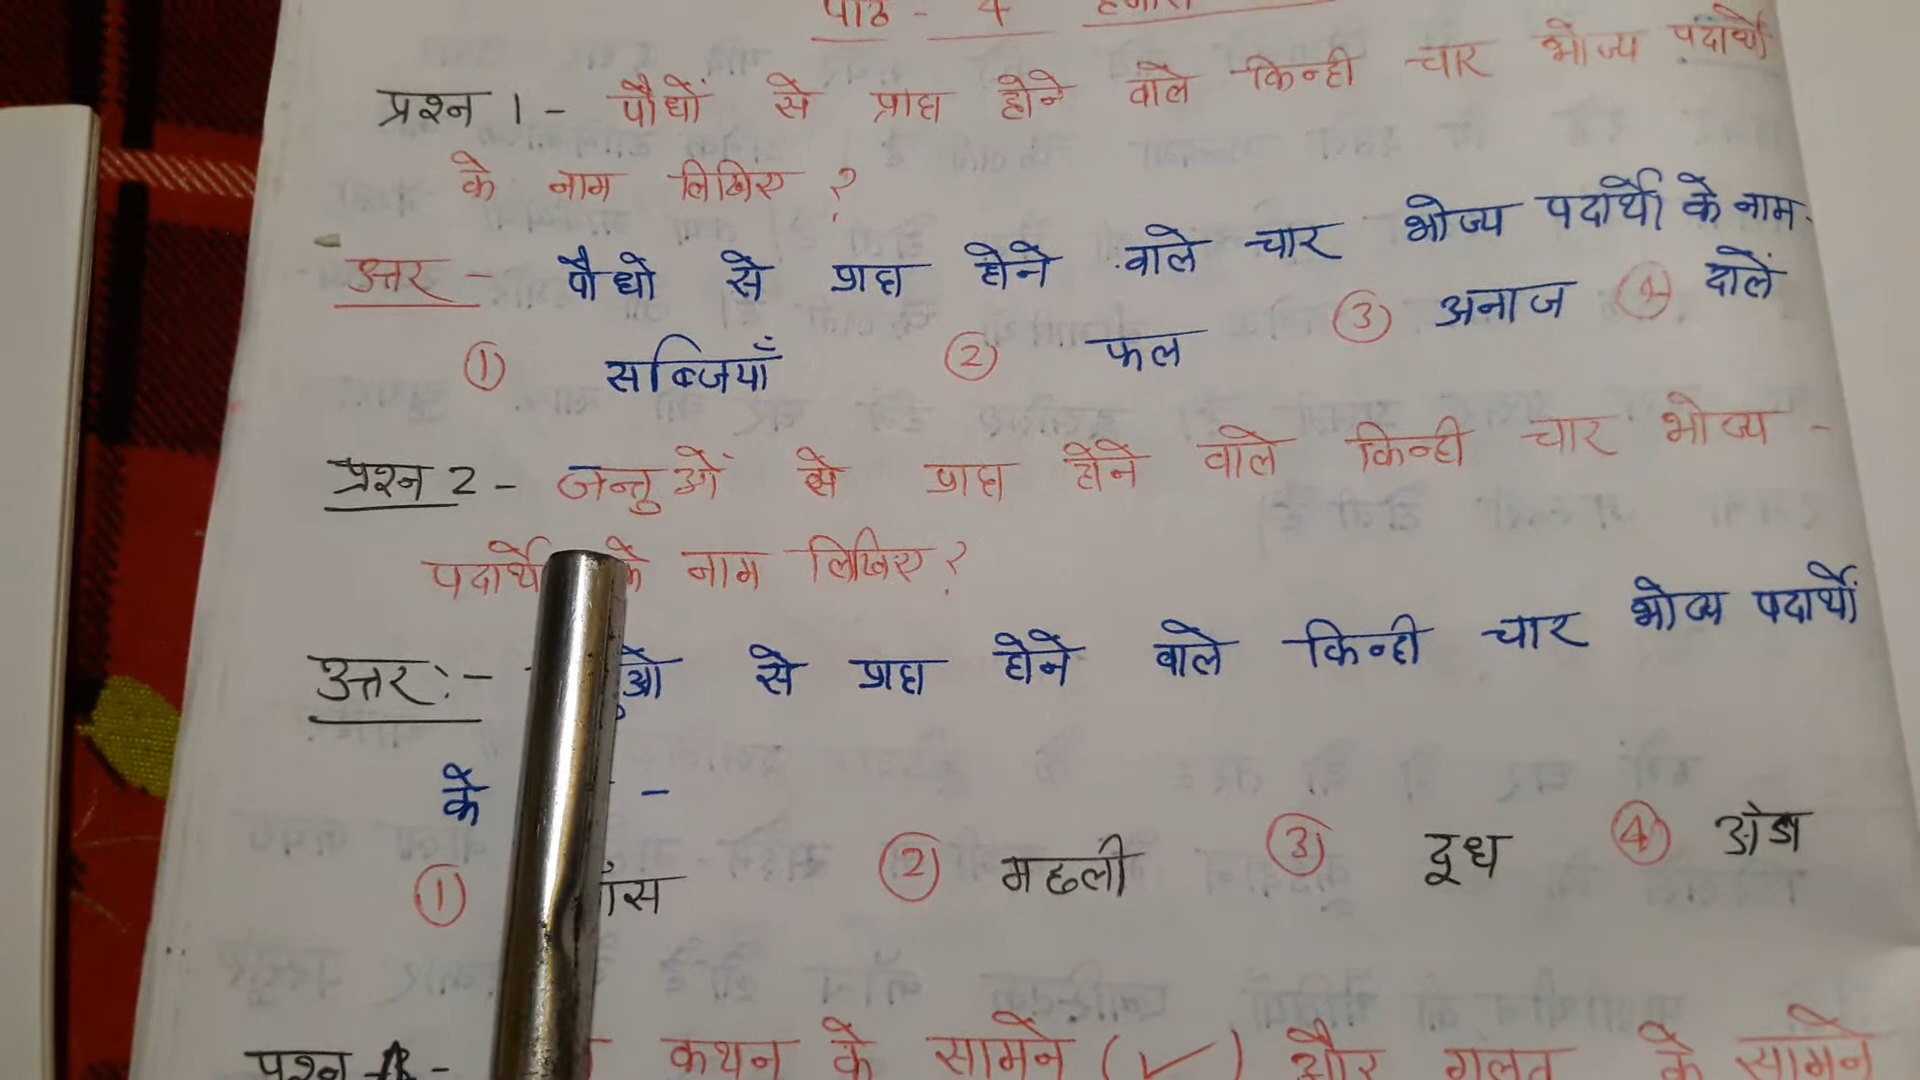 पाठ - 4 हमारा
प्रश्न 1 - पौधों से प्राप्त होने वाले किन्ही चार भोज्य पदार्थों
के नाम लिखिए ?
उत्तर - पौधों से प्राप्त होने वाले चार भोज्य पदार्थों के नाम-
① सब्जियाँ ② फल ③ अनाज ④ दालें
प्रश्न 2 - जन्तुओं से प्राप्त होने वाले किन्ही चार भोज्य -
पदार्थों के नाम लिखिए ?
उत्तर :- से प्राप्त होने वाले किन्ही चार भोज्य पदार्थों
के -
① ② मछली ③ दूध ④ अंडा
प्रश्न - कथन के सामने (✓) और गलत के सामने